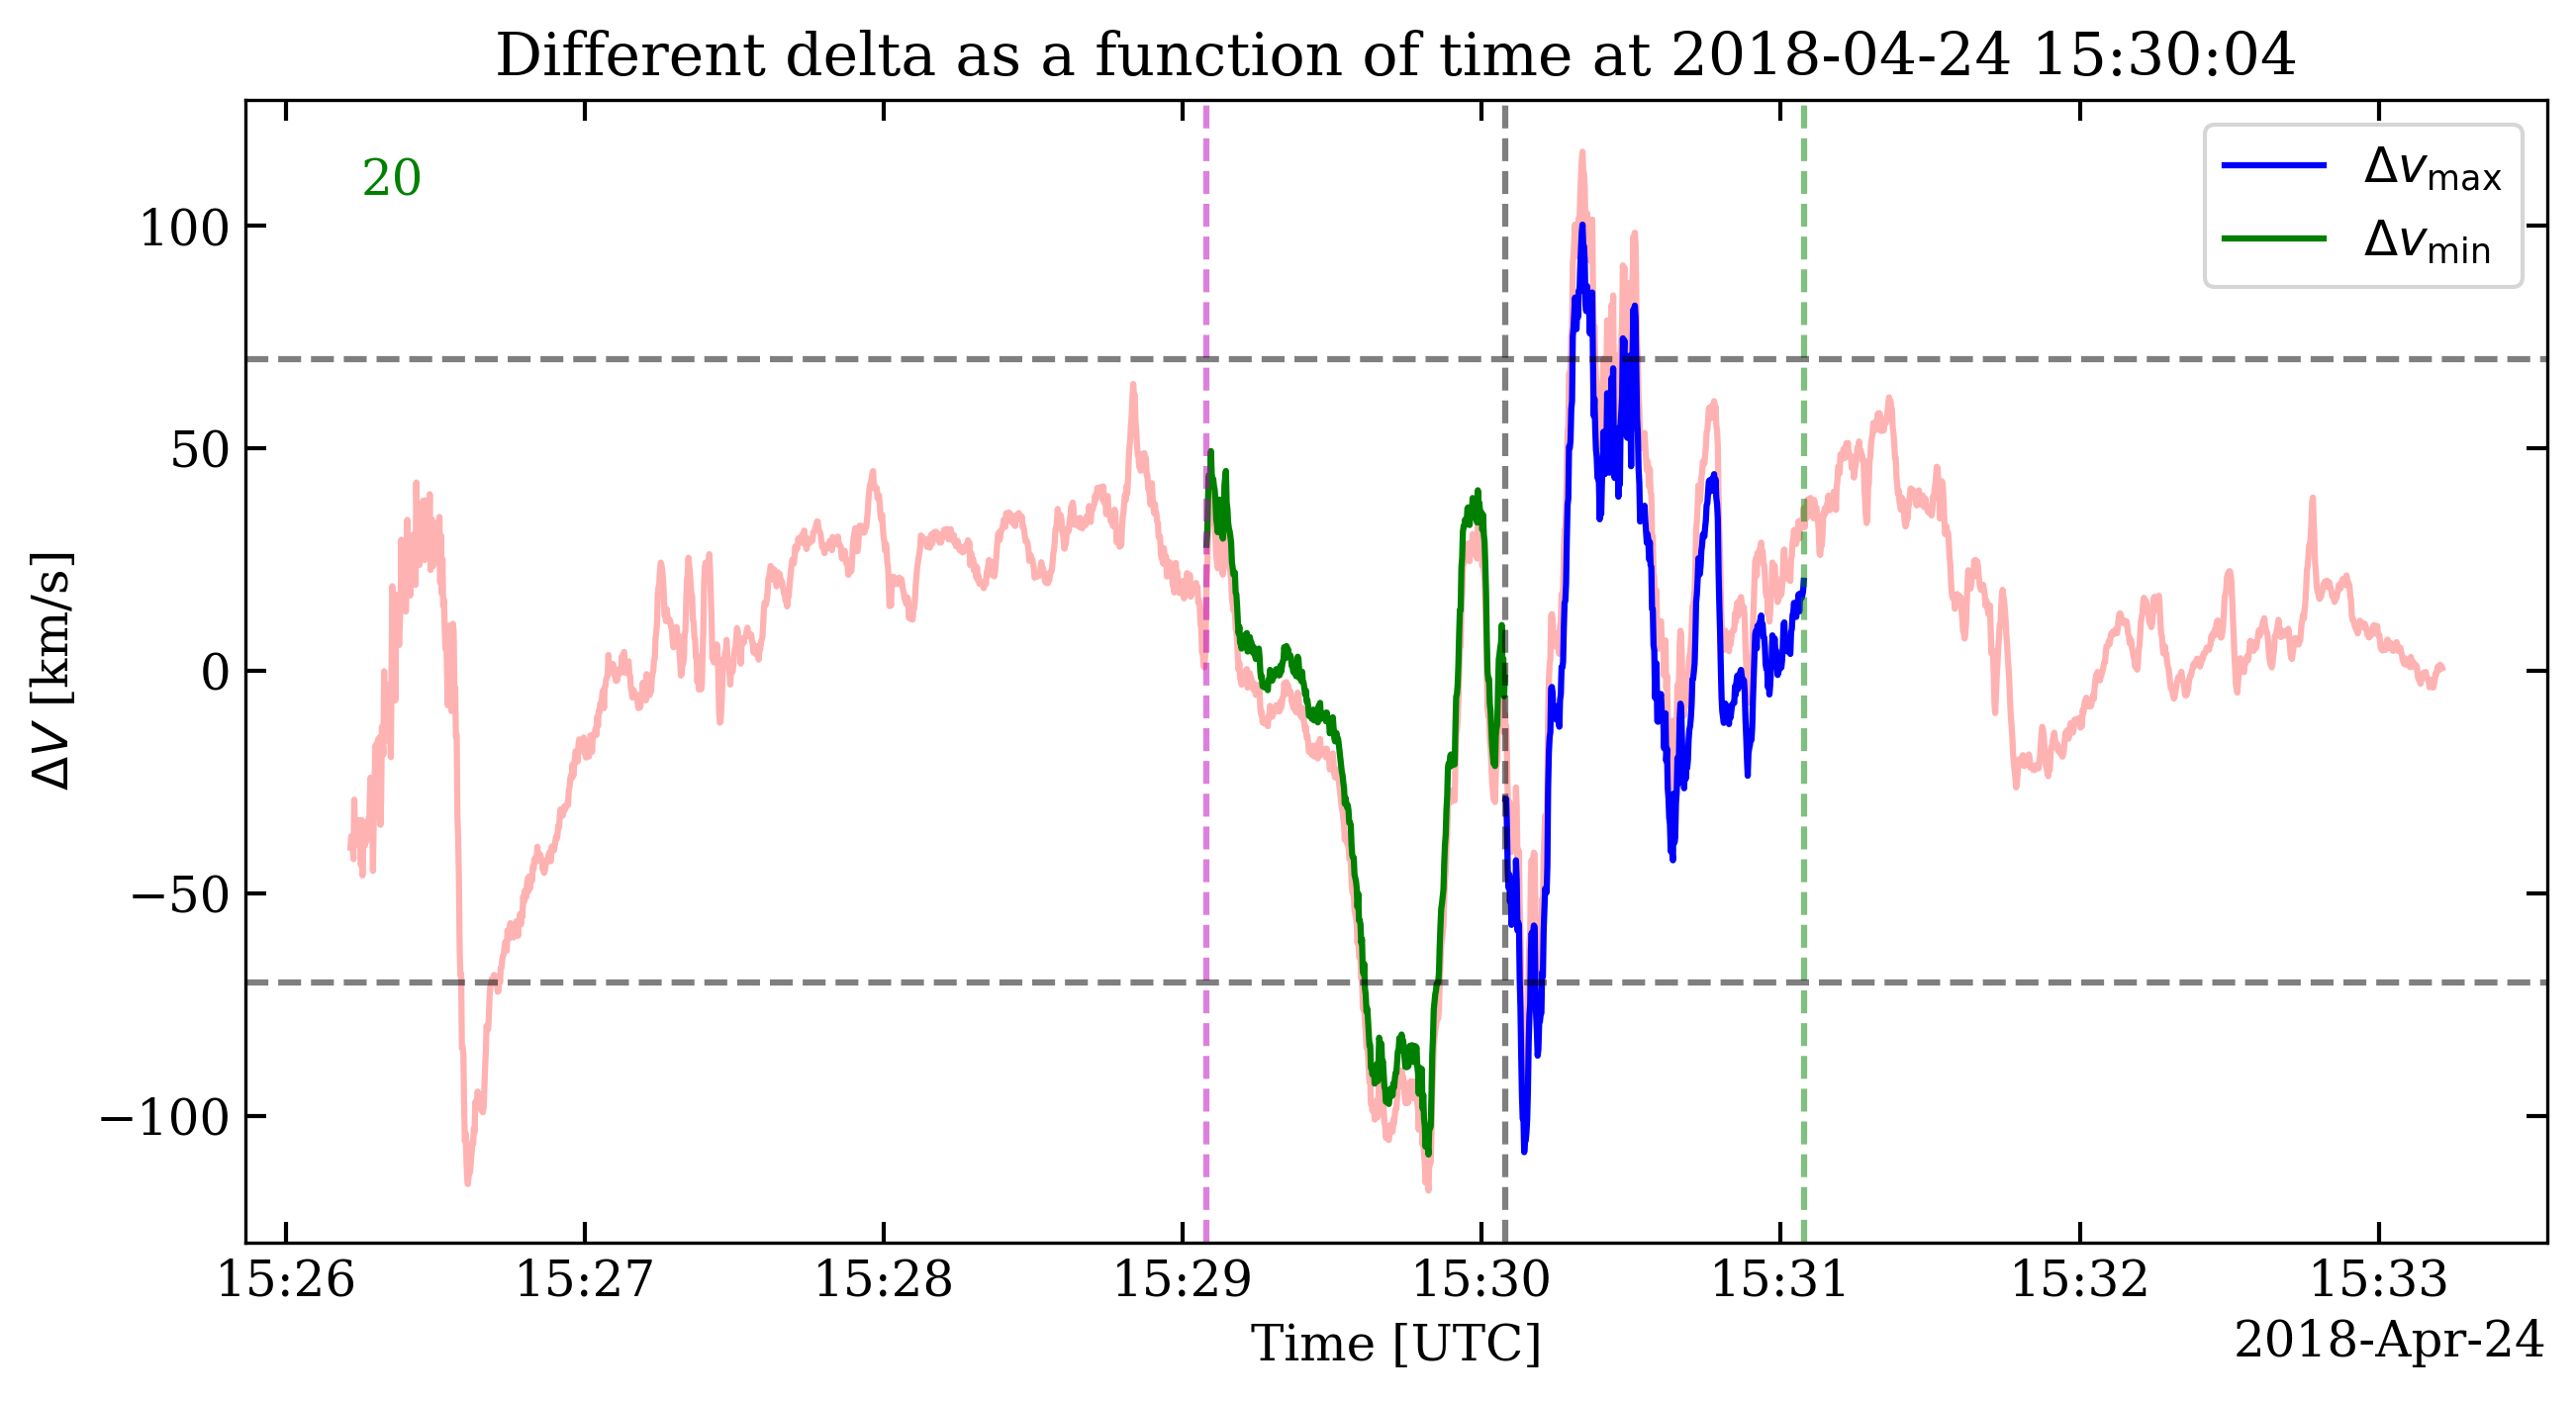 Different delta as a function of time at 2018-04-24 15:30:04
20
Δv_max
Δv_min
100
50
0
−50
−100
ΔV [km/s]
15:26 15:27 15:28 15:29 15:30 15:31 15:32 15:33
Time [UTC]
2018-Apr-24